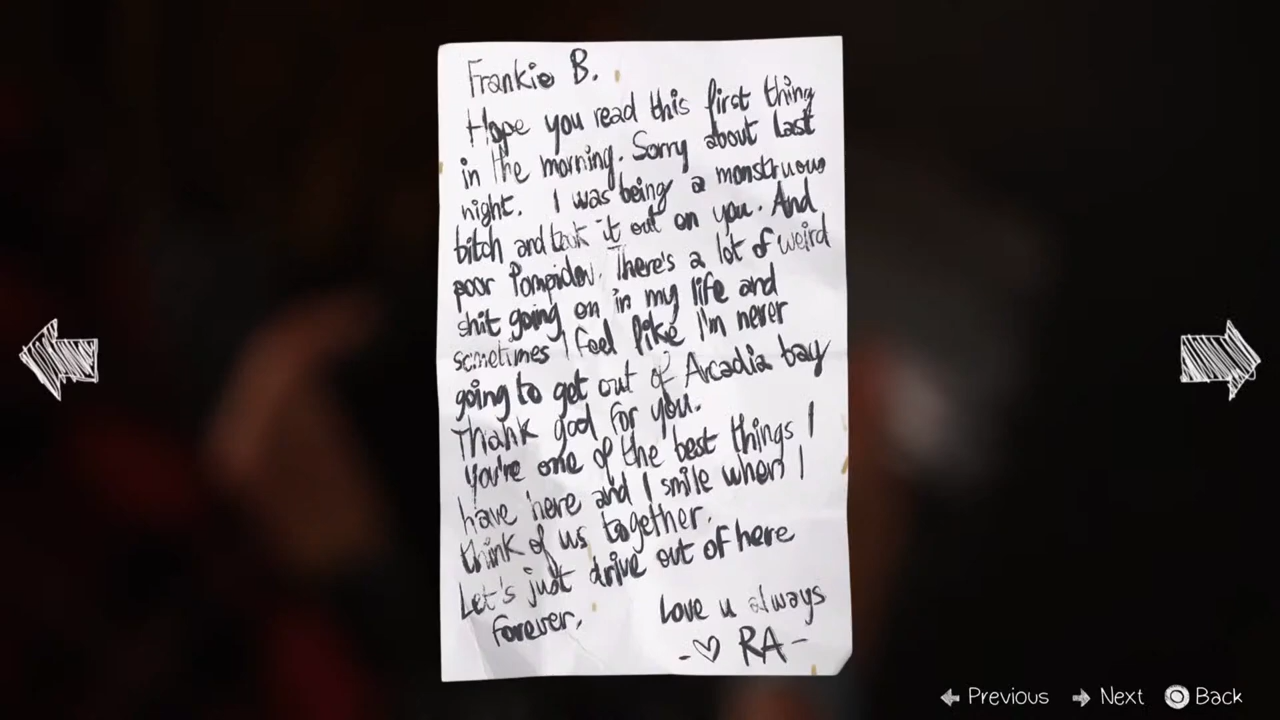 Frankie B.
Hope you read this first thing
in the morning. Sorry about last
night. I was being a monstruous
bitch and took it out on you. And
poor Pompidou. There's a lot of weird
shit going on in my life and
sometimes I feel like I'm never
going to get out of Arcadia bay
Thank god for you.
You're one of the best things I
have here and I smile when I
think of us together.
Let's just drive out of here
forever.
Love u always
-♡ RA-
Previous Next Back